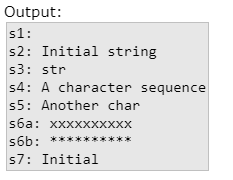 Output:
s1:
s2: Initial string
s3: str
s4: A character sequence
s5: Another char
s6a: xxxxxxxxxx
s6b: **********
s7: Initial